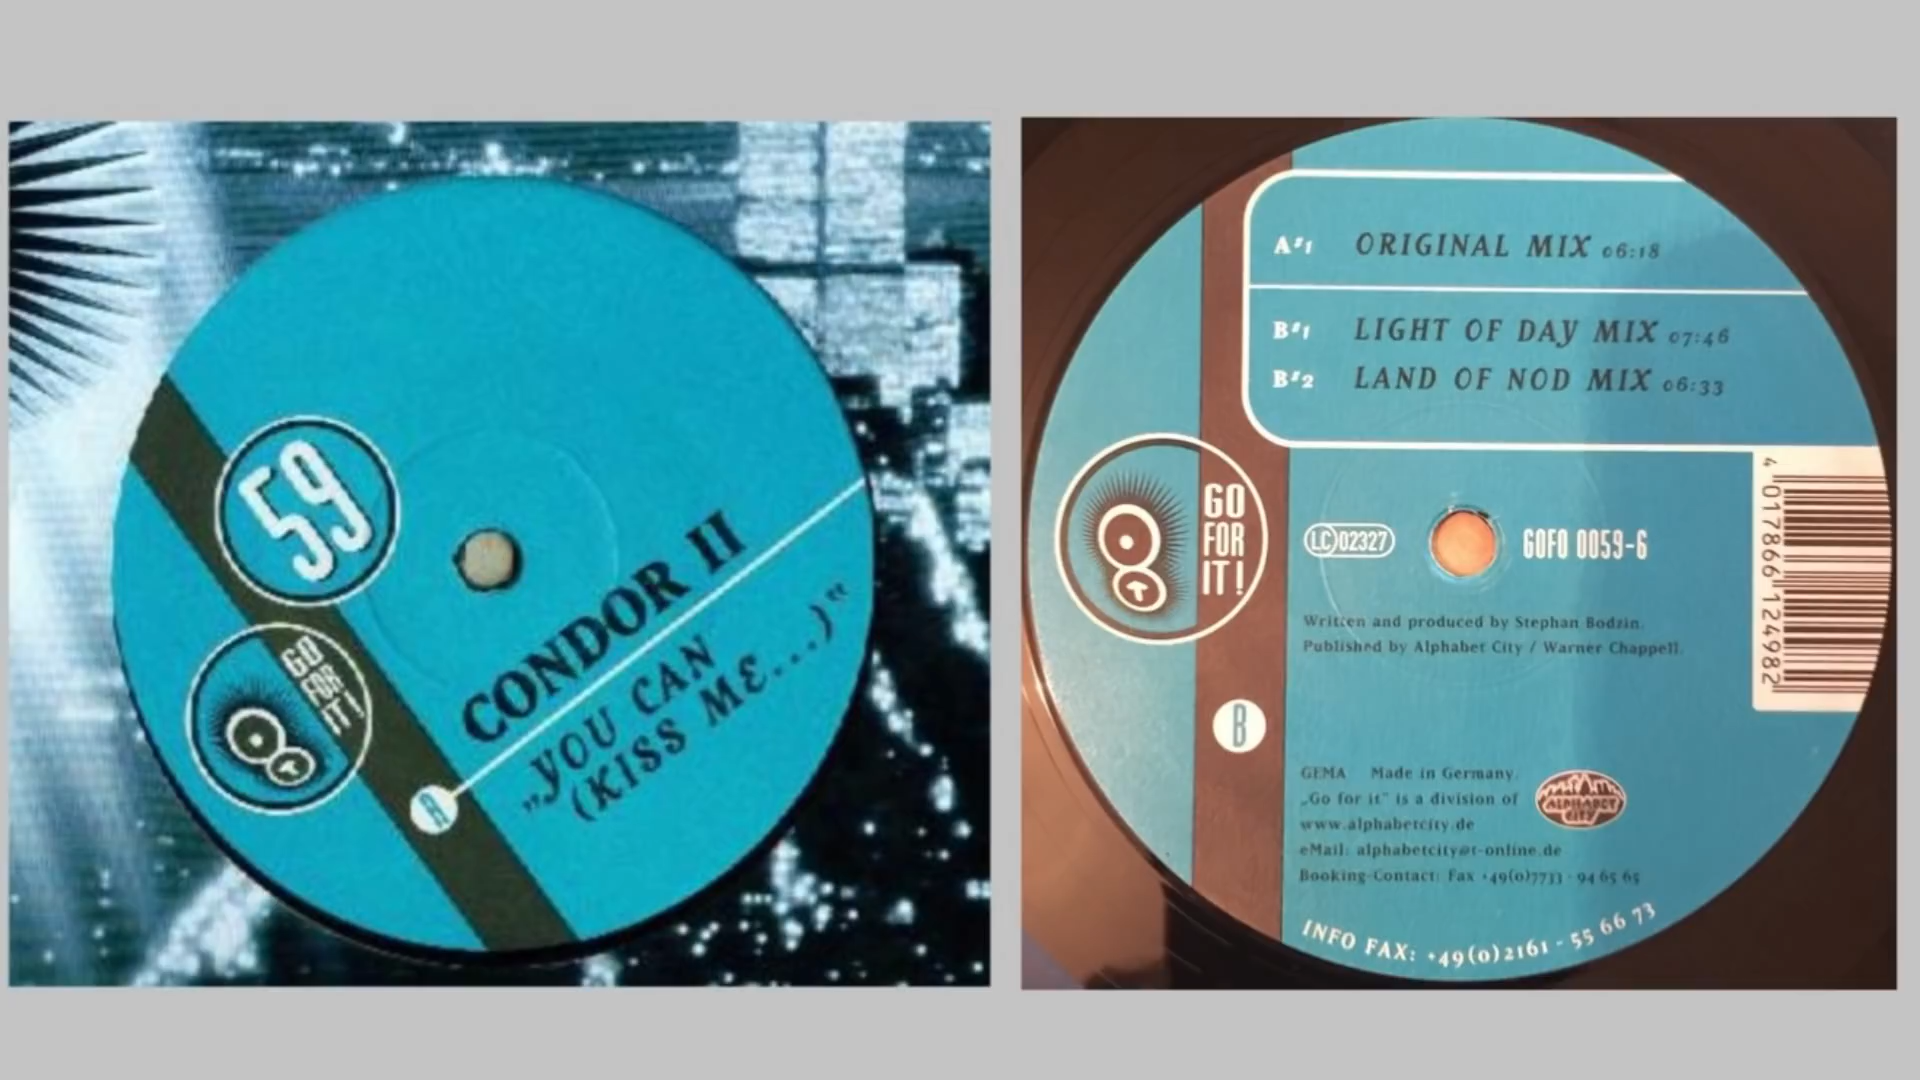 59
GO
FOR
IT!
T
A
CONDOR II
„YOU CAN
(KISS ME...)"
A#1 ORIGINAL MIX 06:18
B#1 LIGHT OF DAY MIX 07:46
B#2 LAND OF NOD MIX 06:33
GO
FOR
IT!
T
LC 02327
GOFO 0059-6
4 017866 124982
Written and produced by Stephan Bodzin.
Published by Alphabet City / Warner Chappell.
B
GEMA Made in Germany.
„Go for it" is a division of
ALPHABET
CITY
www.alphabetcity.de
eMail: alphabetcity@t-online.de
Booking-Contact: Fax +49(0)7733 - 94 65 65
INFO FAX: +49(0)2161 - 55 66 73